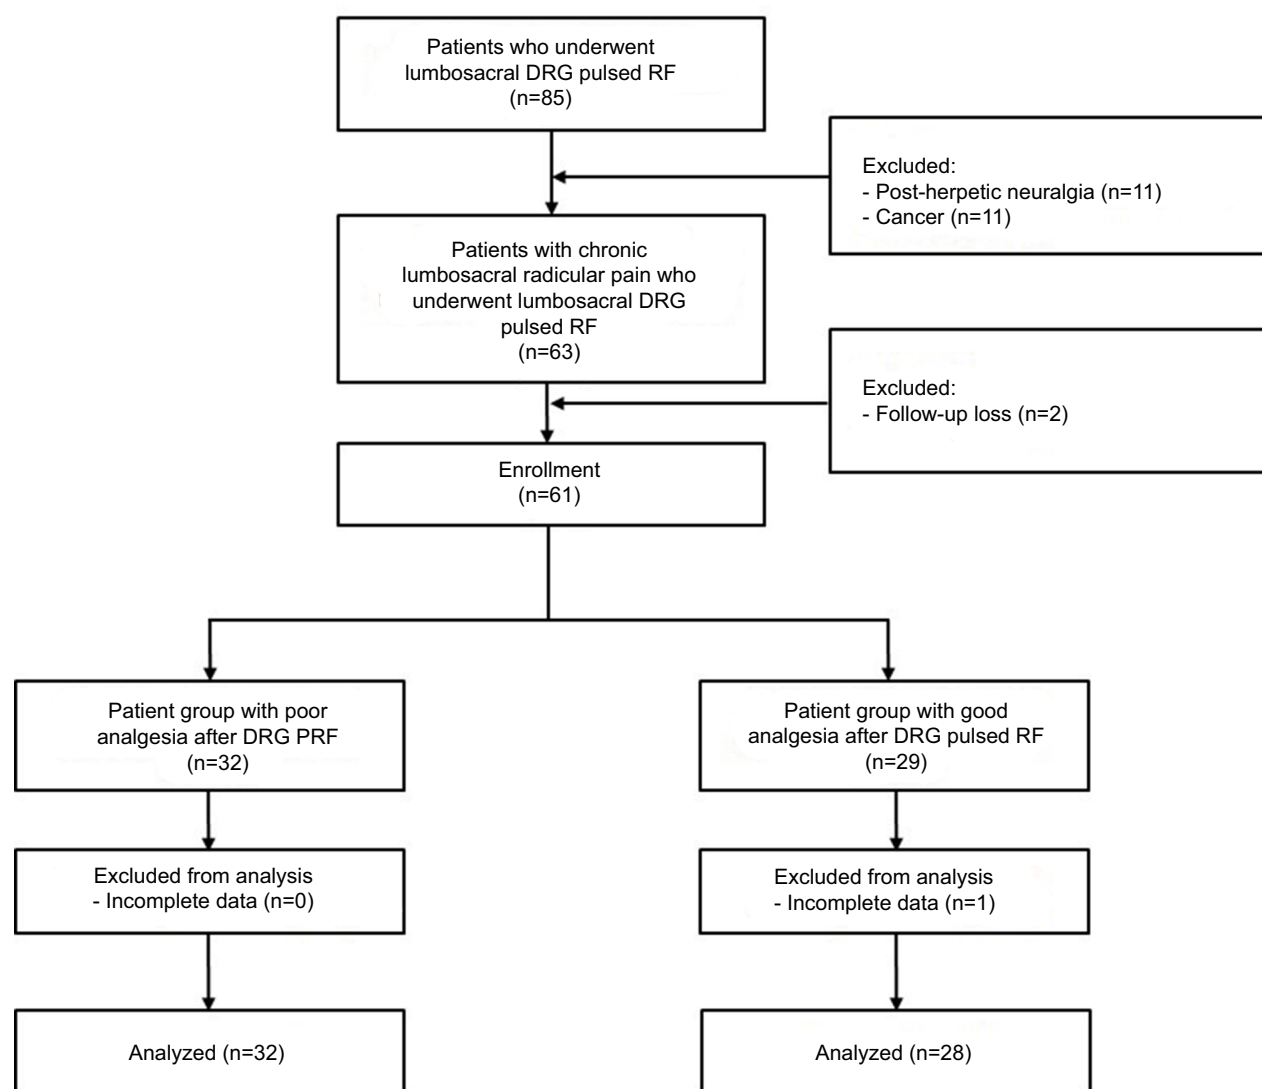 Patients who underwent
lumbosacral DRG pulsed RF
(n=85)
Excluded:
- Post-herpetic neuralgia (n=11)
- Cancer (n=11)
Patients with chronic
lumbosacral radicular pain who
underwent lumbosacral DRG
pulsed RF
(n=63)
Excluded:
- Follow-up loss (n=2)
Enrollment
(n=61)
Patient group with poor
analgesia after DRG PRF
(n=32)
Patient group with good
analgesia after DRG pulsed RF
(n=29)
Excluded from analysis
- Incomplete data (n=0)
Excluded from analysis
- Incomplete data (n=1)
Analyzed (n=32)
Analyzed (n=28)